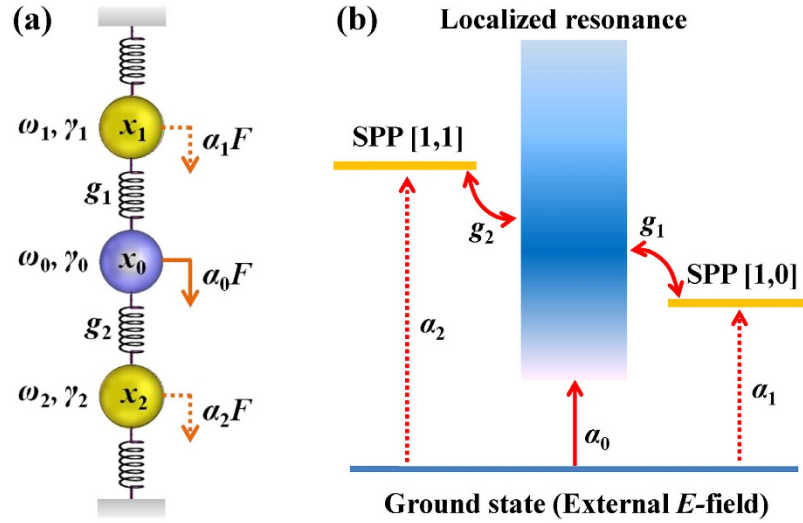 (a)
ω₁, γ₁
x₁
α₁F
g₁
ω₀, γ₀
x₀
α₀F
g₂
ω₂, γ₂
x₂
α₂F
(b)
Localized resonance
SPP [1,1]
g₂
g₁
SPP [1,0]
α₂
α₀
α₁
Ground state (External E-field)